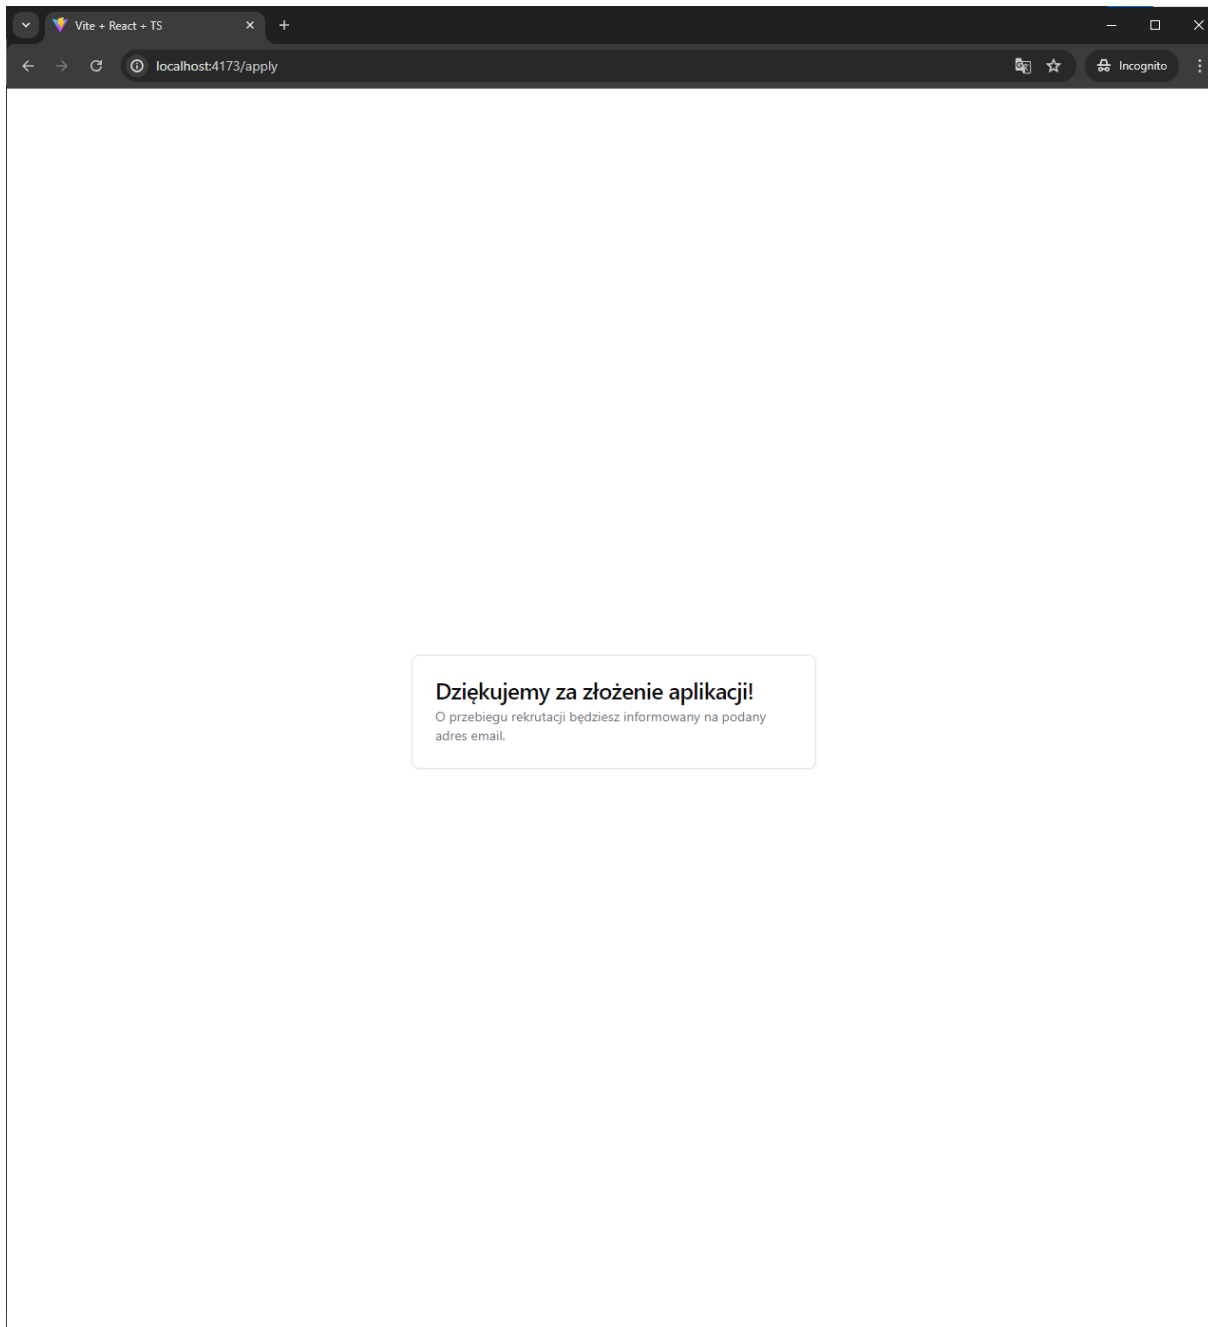 Vite + React + TS
localhost:4173/apply
Incognito
Dziękujemy za złożenie aplikacji!
O przebiegu rekrutacji będziesz informowany na podany
adres email.